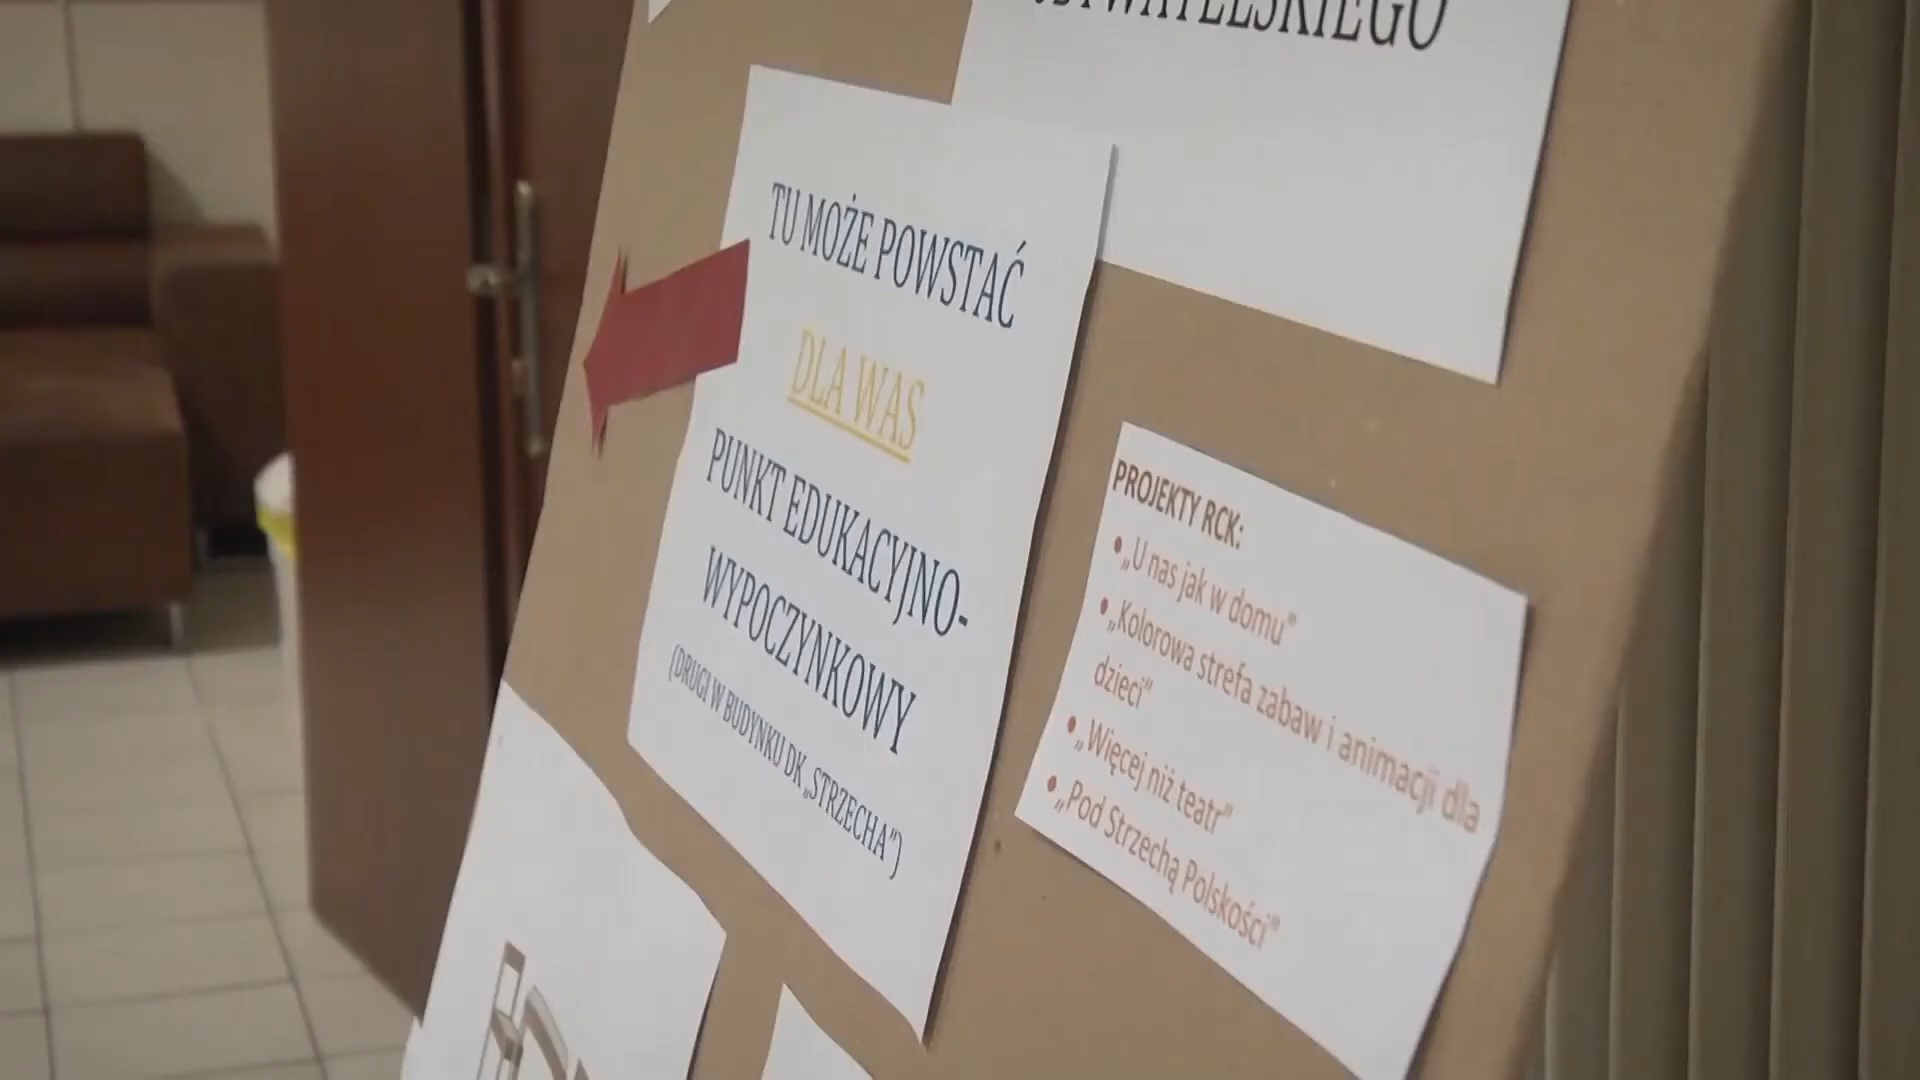 TU MOŻE POWSTAĆ
DLA WAS
PUNKT EDUKACYJNO-
WYPOCZYNKOWY
(DRUGI W BUDYNKU DK „STRZECHA”)
PROJEKTY RCK:
•„U nas jak w domu”
•„Kolorowa strefa zabaw i animacji dla
dzieci”
•„Więcej niż teatr”
•„Pod Strzechą Polskości”